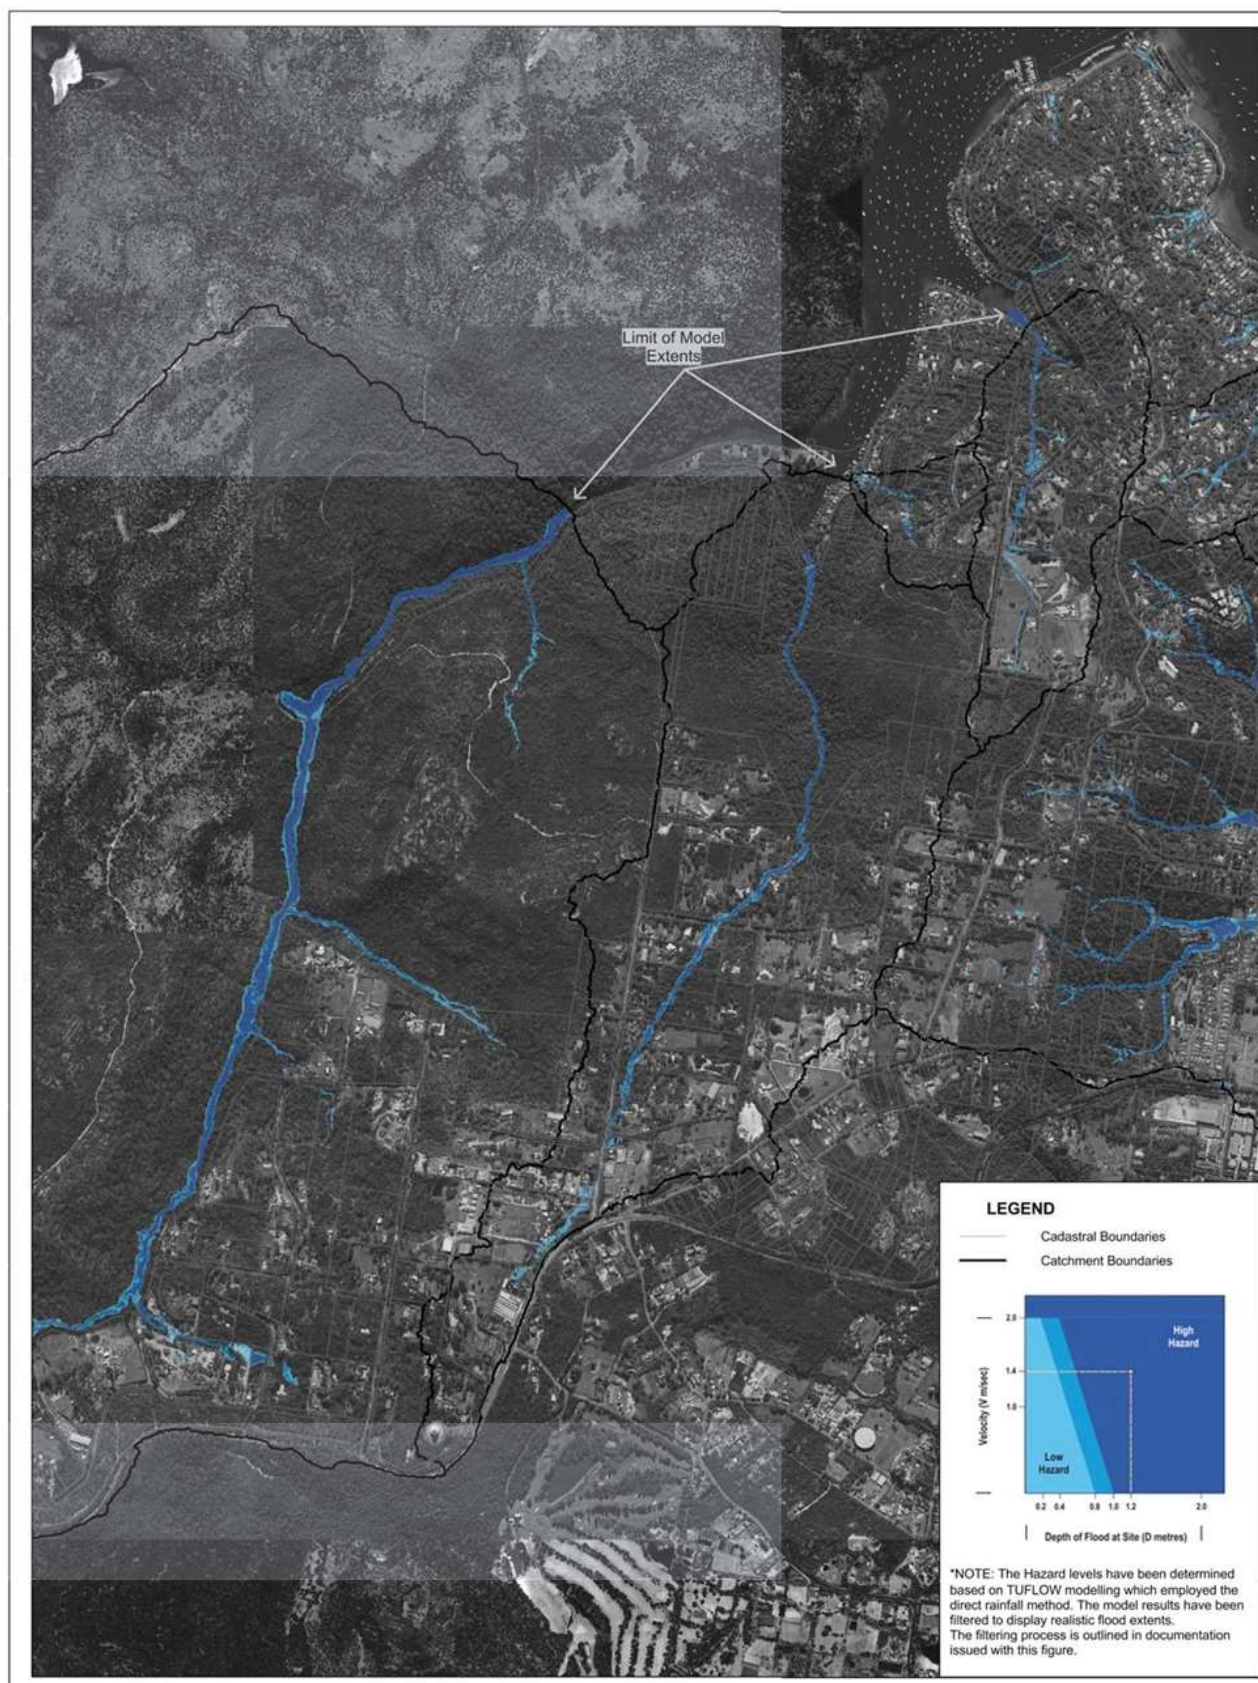 Limit of Model
Extents
LEGEND
Cadastral Boundaries
Catchment Boundaries
2.0
High
Hazard
1.4
Velocity (V m/sec)
1.0
Low
Hazard
0.2 0.4 0.8 1.0 1.2 2.0
Depth of Flood at Site (D metres)
*NOTE: The Hazard levels have been determined
based on TUFLOW modelling which employed the
direct rainfall method. The model results have been
filtered to display realistic flood extents.
The filtering process is outlined in documentation
issued with this figure.